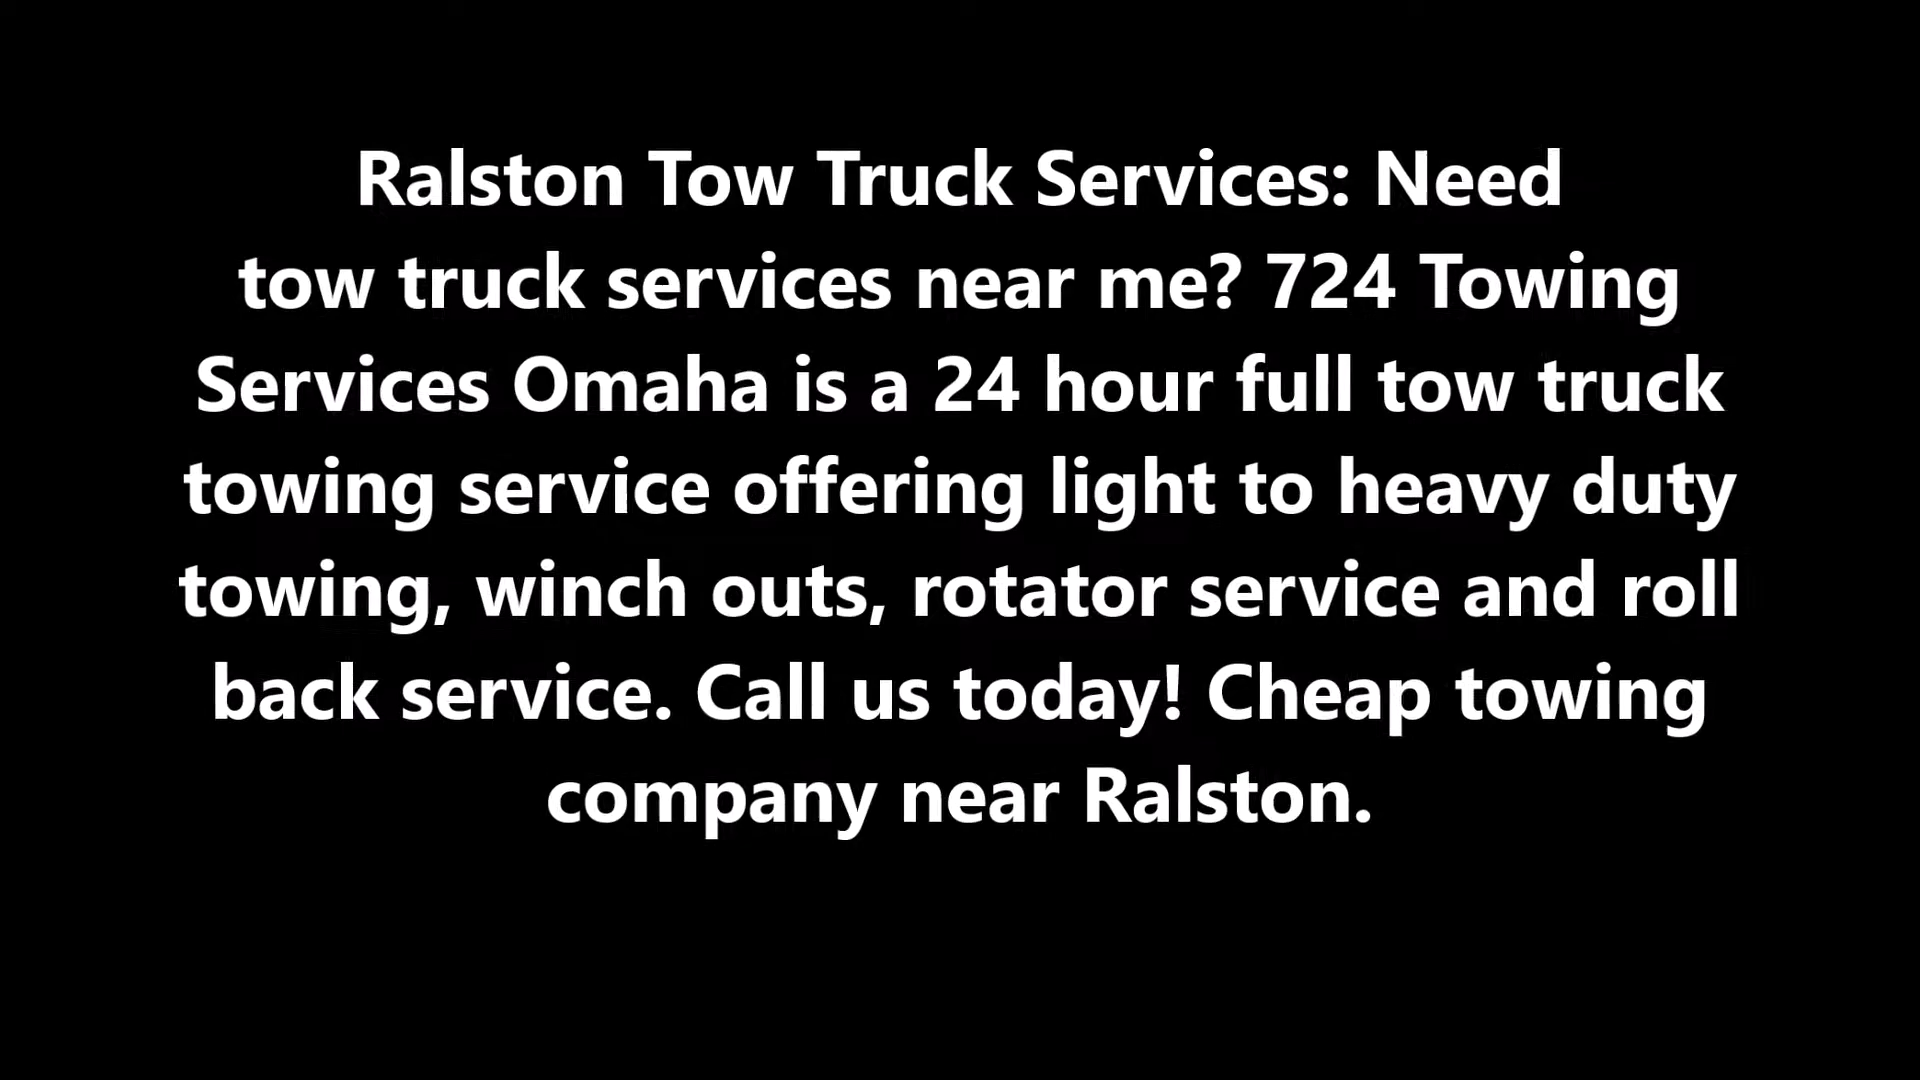 Ralston Tow Truck Services: Need
tow truck services near me? 724 Towing
Services Omaha is a 24 hour full tow truck
towing service offering light to heavy duty
towing, winch outs, rotator service and roll
back service. Call us today! Cheap towing
company near Ralston.